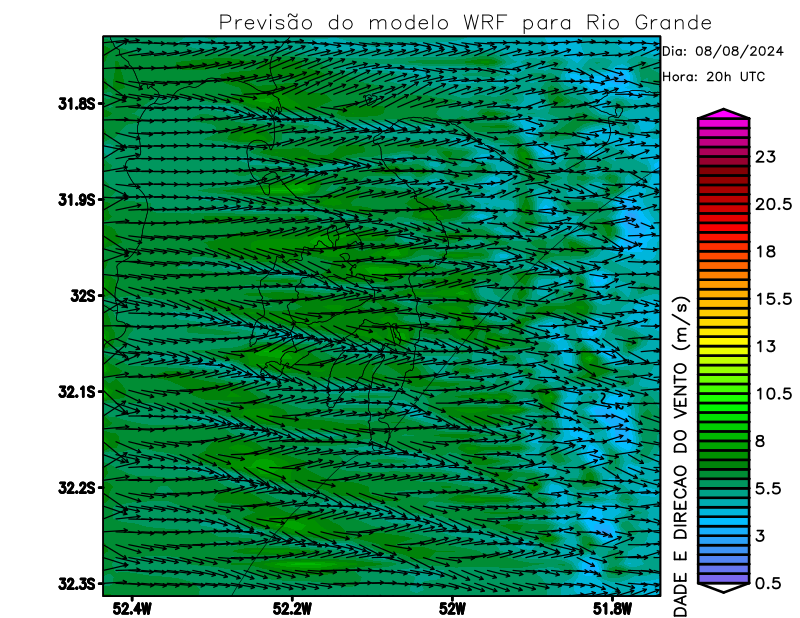 Previsão do modelo WRF para Rio Grande
Dia: 08/08/2024
Hora: 20h UTC
31.8S
31.9S
32S
32.1S
32.2S
32.3S
52.4W
52.2W
52W
51.8W
23
20.5
18
15.5
13
10.5
8
5.5
3
0.5
DADE E DIRECAO DO VENTO (m/s)